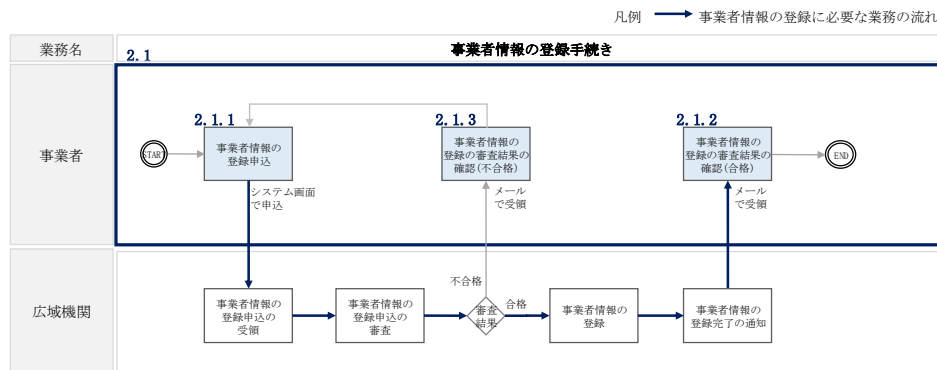 凡例 事業者情報の登録に必要な業務の流れ
業務名
2.1
事業者情報の登録手続き
事業者
START
2.1.1
事業者情報の
登録申込
2.1.3
事業者情報の
登録の審査結果の
確認(不合格)
2.1.2
事業者情報の
登録の審査結果の
確認(合格)
END
システム画面
で申込
メール
で受領
メール
で受領
広域機関
事業者情報の
登録申込の
受領
事業者情報の
登録申込の
審査
不合格
審査
結果
合格
事業者情報の
登録
事業者情報の
登録完了の通知